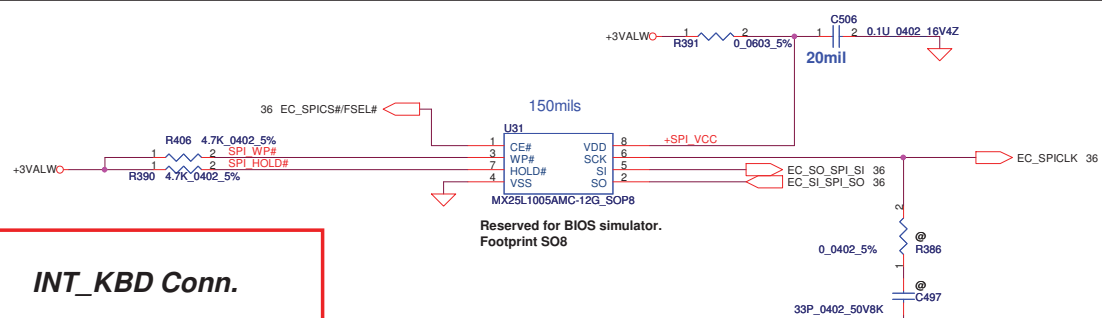 C506
+3VALW 1 2 1 2 0.1U_0402_16V4Z
R391 0_0603_5%
20mil
36 EC_SPICS#/FSEL# 150mils
U31
R406 4.7K_0402_5% 1 CE# VDD 8 +SPI_VCC
1 2 SPI_WP# 3 WP# SCK 6
+3VALW 1 2 SPI_HOLD# 7 HOLD# SI 5 EC_SO_SPI_SI 36 EC_SPICLK 36
R390 4.7K_0402_5% 4 VSS SO 2 EC_SI_SPI_SO 36
MX25L1005AMC-12G_SOP8
Reserved for BIOS simulator.
Footprint SO8
2
@
0_0402_5% R386
1
INT_KBD Conn.
@
C497
33P_0402_50V8K